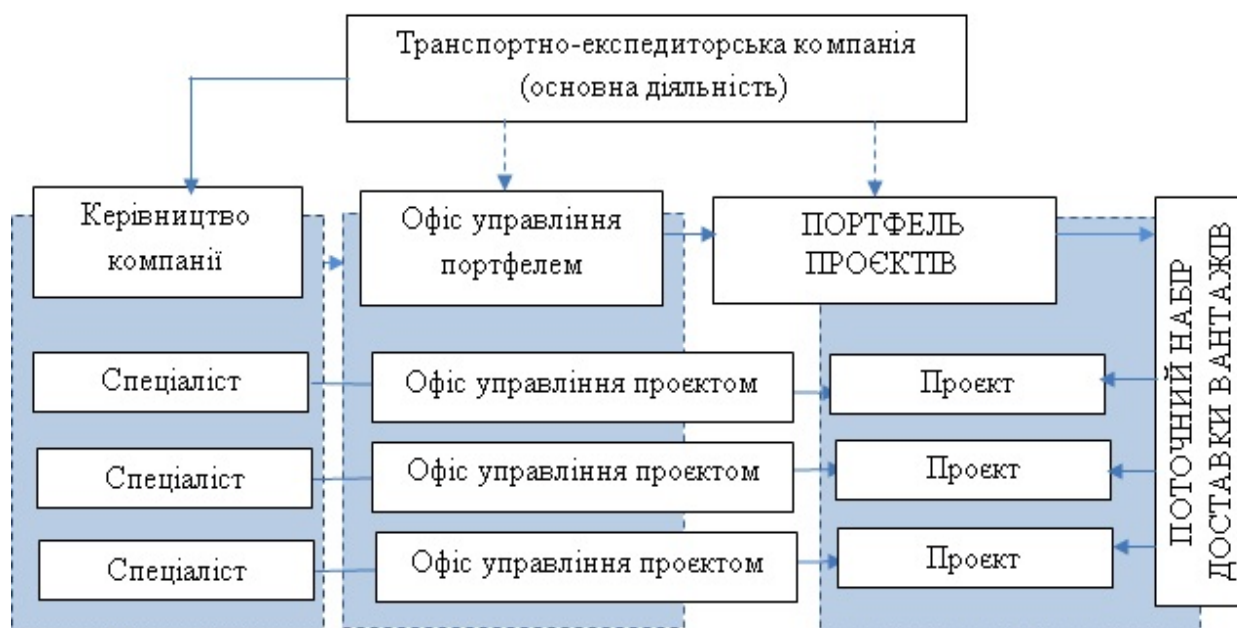 Транспортно-експедиторська компанія
(основна діяльність)
Керівництво
компанії
Офіс управління
портфелем
ПОРТФЕЛЬ
ПРОЄКТІВ
ПОТОЧНИЙ НАБІР
ДОСТАВКИ ВАНТАЖІВ
Спеціаліст
Офіс управління проєктом
Проєкт
Спеціаліст
Офіс управління проєктом
Проєкт
Спеціаліст
Офіс управління проєктом
Проєкт